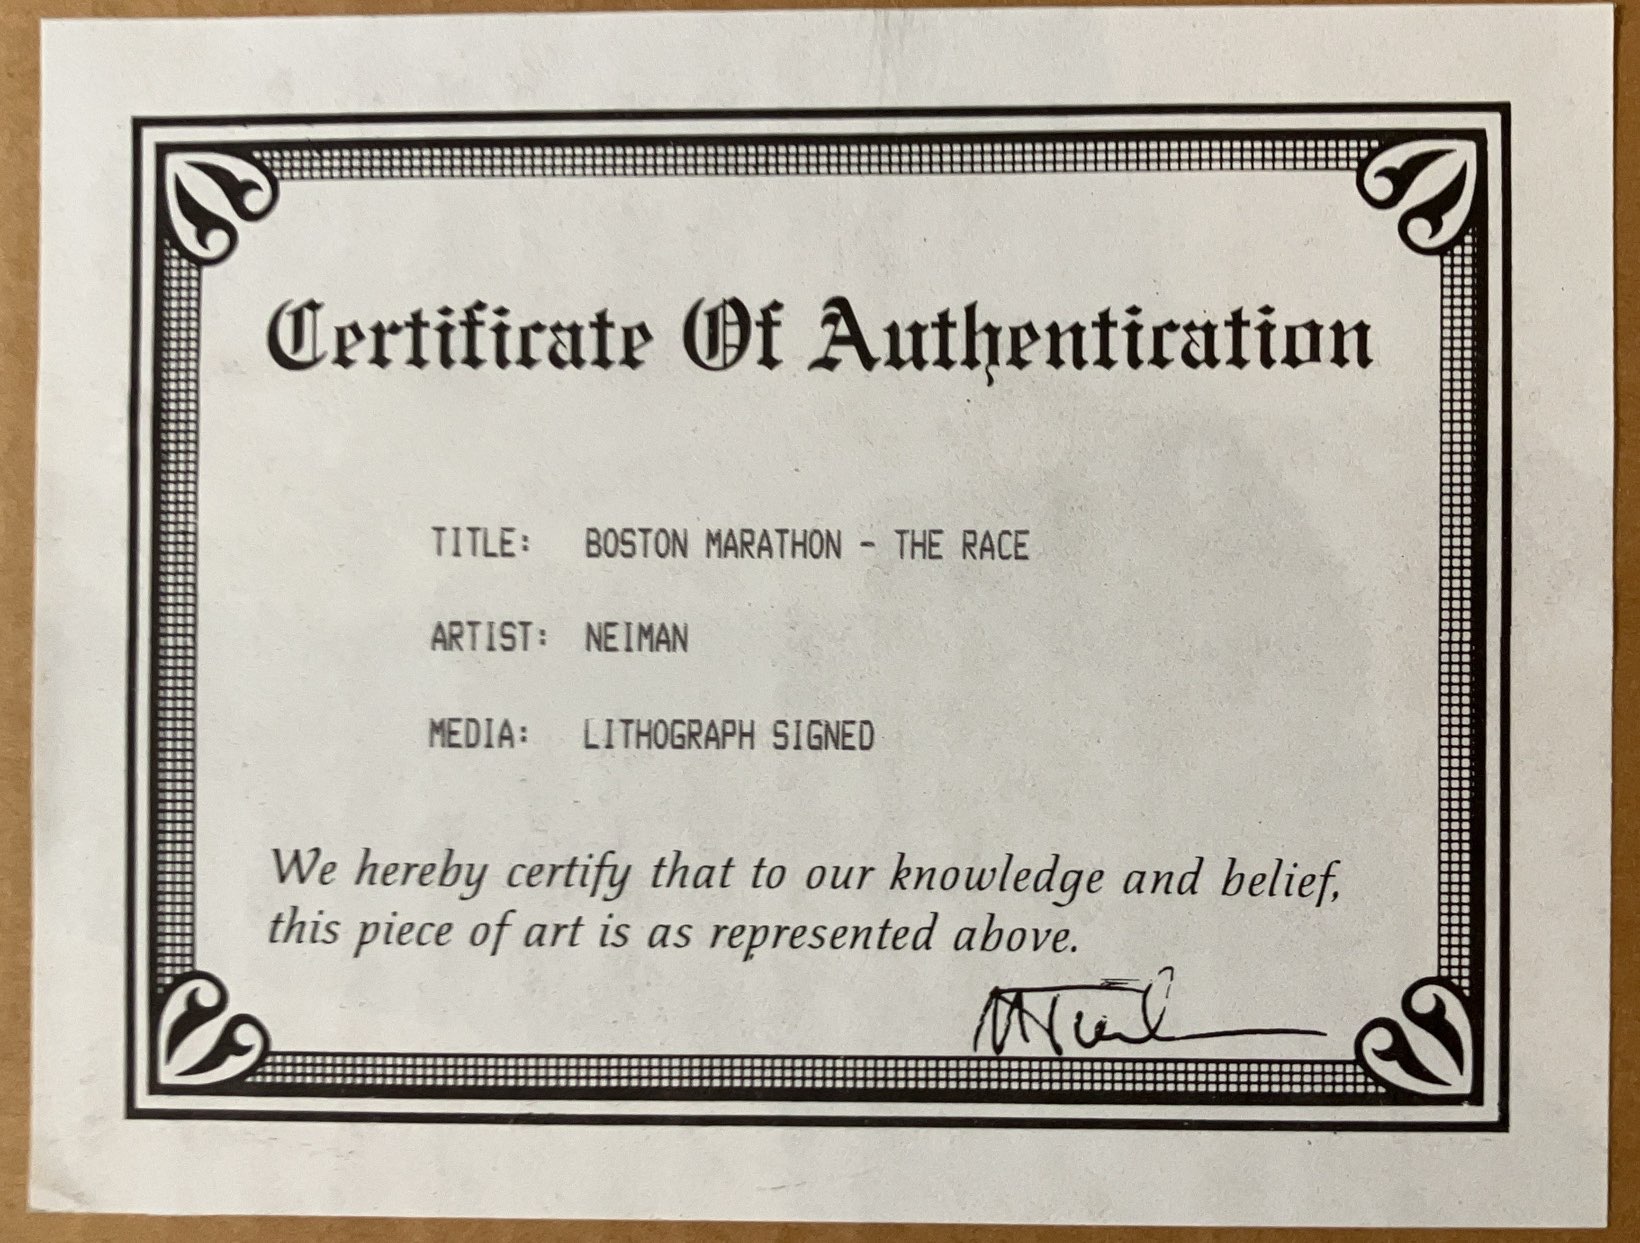 Certificate Of Authentication
TITLE: BOSTON MARATHON - THE RACE
ARTIST: NEIMAN
MEDIA: LITHOGRAPH SIGNED
We hereby certify that to our knowledge and belief,
this piece of art is as represented above.